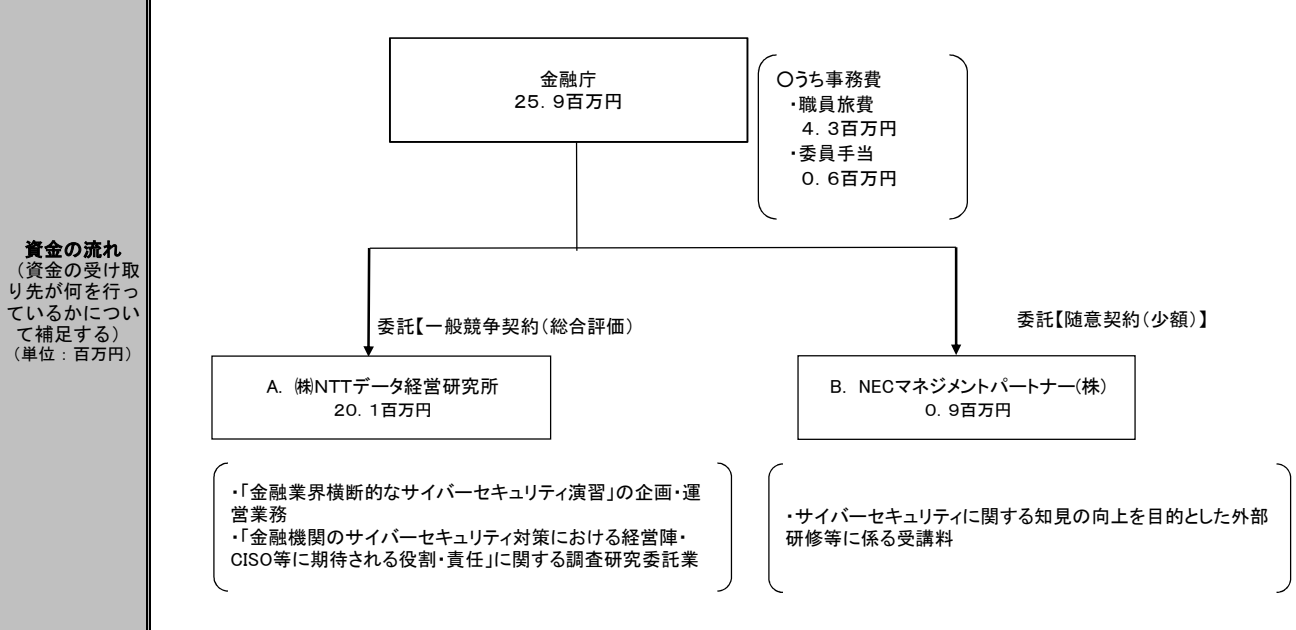 資金の流れ
（資金の受け取
り先が何を行っ
ているかについ
て補足する）
（単位：百万円）
金融庁
２５．９百万円
○うち事務費
・職員旅費
４．３百万円
・委員手当
０．６百万円
委託【一般競争契約（総合評価）
委託【随意契約（少額）】
A. ㈱NTTデータ経営研究所
２０．１百万円
B. NECマネジメントパートナー(株)
０．９百万円
・「金融業界横断的なサイバーセキュリティ演習」の企画・運
営業務
・「金融機関のサイバーセキュリティ対策における経営陣・
CISO等に期待される役割・責任」に関する調査研究委託業
・サイバーセキュリティに関する知見の向上を目的とした外部
研修等に係る受講料